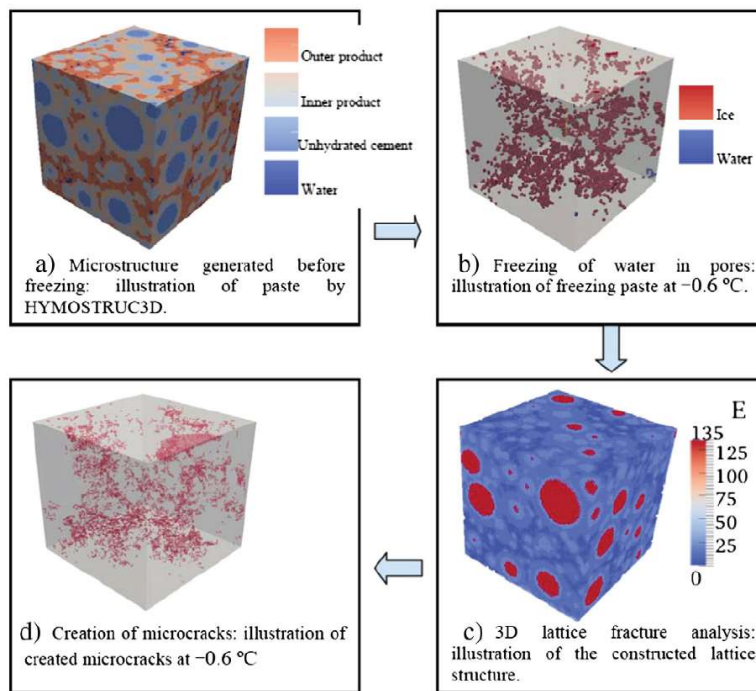 Outer product
Inner product
Unhydrated cement
Water
a) Microstructure generated before
freezing: illustration of paste by
HYMOSTRUC3D.
Ice
Water
b) Freezing of water in pores:
illustration of freezing paste at −0.6 °C.
E
135
125
100
75
50
25
0
c) 3D lattice fracture analysis:
illustration of the constructed lattice
structure.
d) Creation of microcracks: illustration of
created microcracks at −0.6 °C